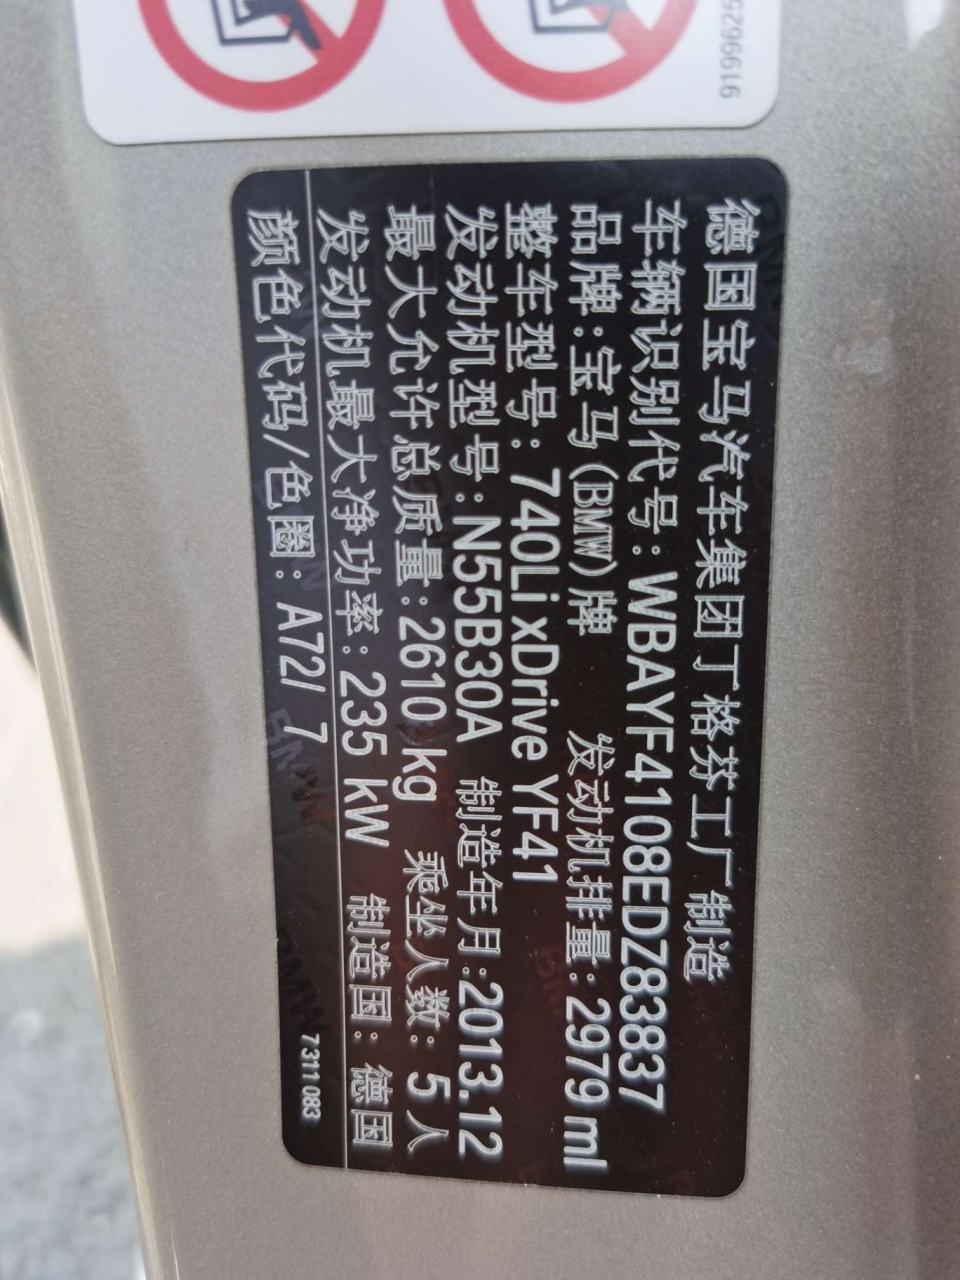 9199625
德国宝马汽车集团丁格芬工厂制造
车辆识别代号：WBAYF4108EDZ83837
品牌：宝马(BMW)牌 发动机排量：2979 ml
整车型号：740Li xDrive YF41
发动机型号：N55B30A 制造年月：2013.12
最大允许总质量：2610 kg 乘坐人数：5人
发动机最大净功率：235 kW 制造国：德国
颜色代码/色圈：A72/ 7
7 311 083